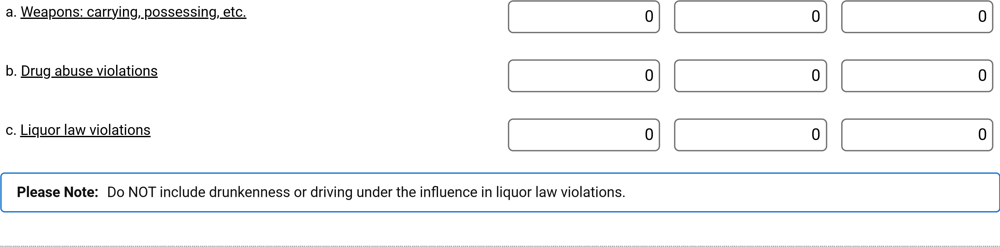 a. Weapons: carrying, possessing, etc. 0 0 0
b. Drug abuse violations 0 0 0
c. Liquor law violations 0 0 0
Please Note: Do NOT include drunkenness or driving under the influence in liquor law violations.